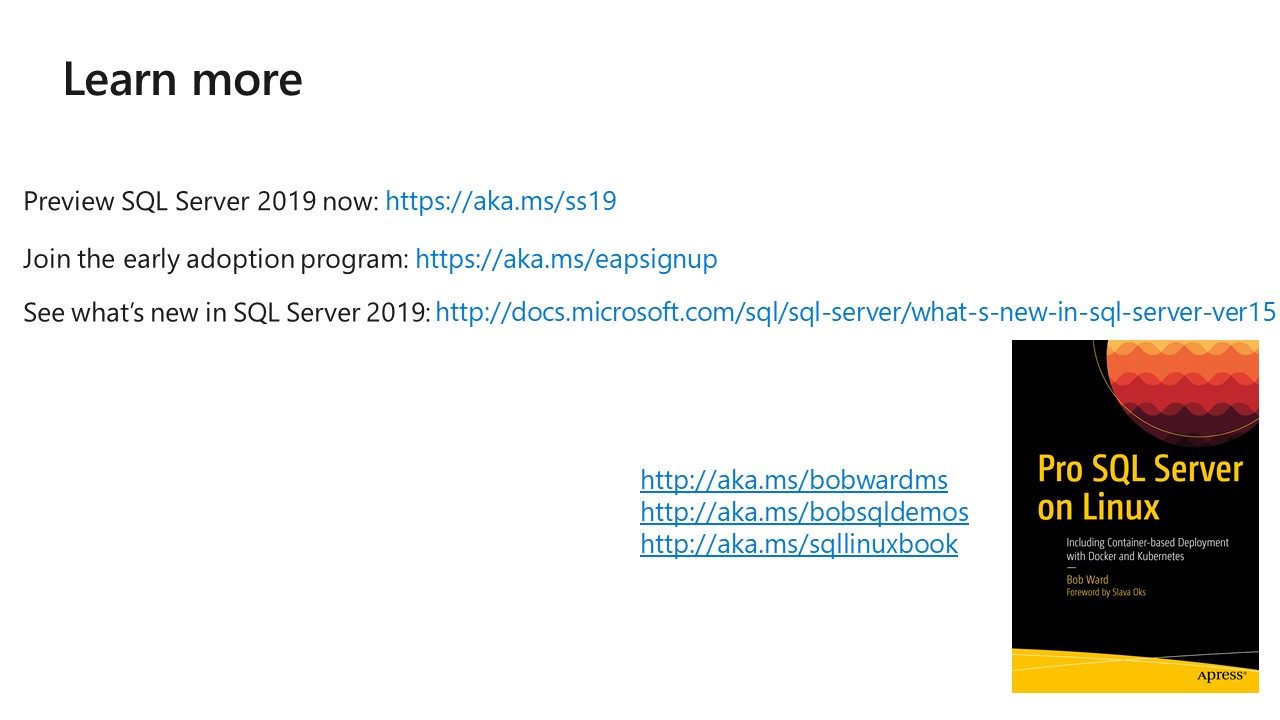 Learn more
Preview SQL Server 2019 now: https://aka.ms/ss19
Join the early adoption program: https://aka.ms/eapsignup
See what’s new in SQL Server 2019: http://docs.microsoft.com/sql/sql-server/what-s-new-in-sql-server-ver15
http://aka.ms/bobwardms
http://aka.ms/bobsqldemos
http://aka.ms/sqllinuxbook
Pro SQL Server
on Linux
Including Container-based Deployment
with Docker and Kubernetes
—
Bob Ward
Foreword by Slava Oks
Apress®